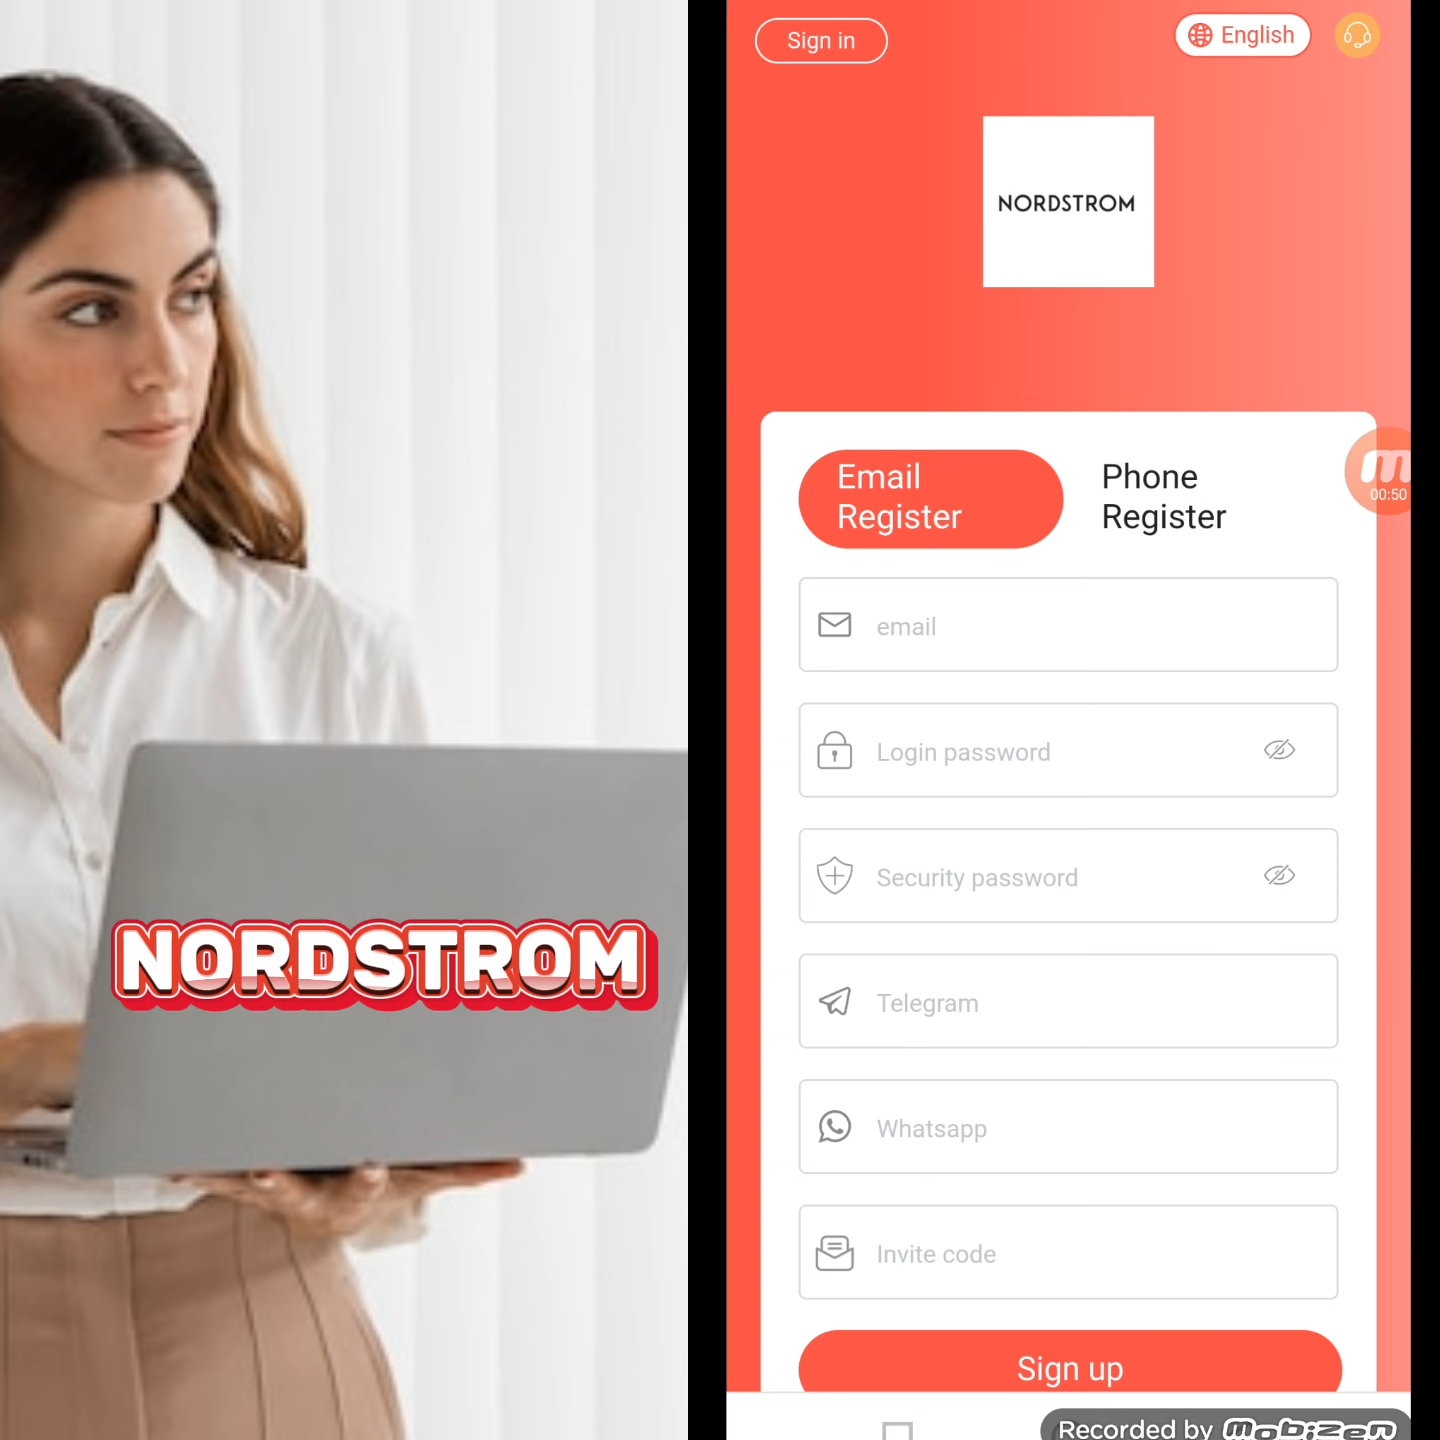 NORDSTROM
Sign in
English
NORDSTROM
Email
Register
Phone
Register
00:50
email
Login password
Security password
Telegram
Whatsapp
Invite code
Sign up
Recorded by Mobizen